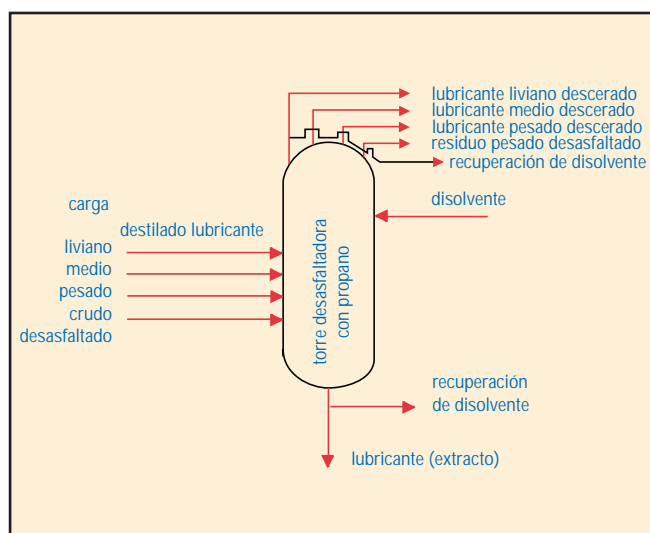 lubricante liviano descerado
lubricante medio descerado
lubricante pesado descerado
residuo pesado desasfaltado
recuperación de disolvente
carga
disolvente
destilado lubricante
liviano
medio
pesado
crudo
desasfaltado
torre desasfaltadora
con propano
recuperación
de disolvente
lubricante (extracto)